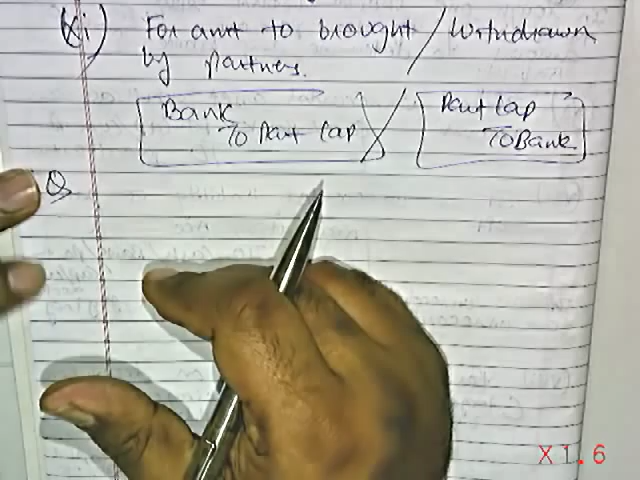 (xi) For amt to brought / Withdrawn
by partners.
Bank
To Part Cap
Part Cap
To Bank
Q
X1.6